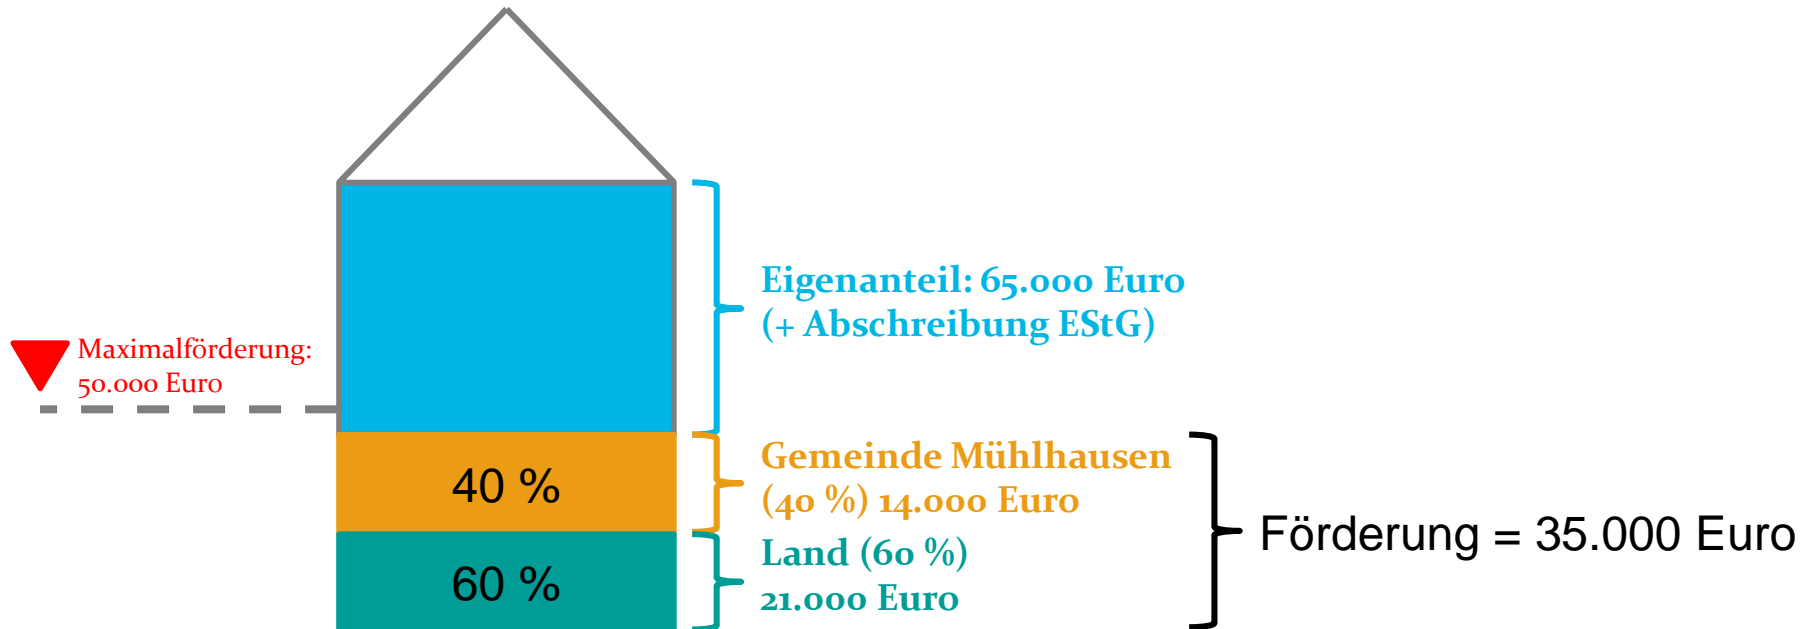 Eigenanteil: 65.000 Euro
(+ Abschreibung EStG)
Maximalförderung:
50.000 Euro
40 %
Gemeinde Mühlhausen
(40 %) 14.000 Euro
60 %
Land (60 %)
21.000 Euro
Förderung = 35.000 Euro